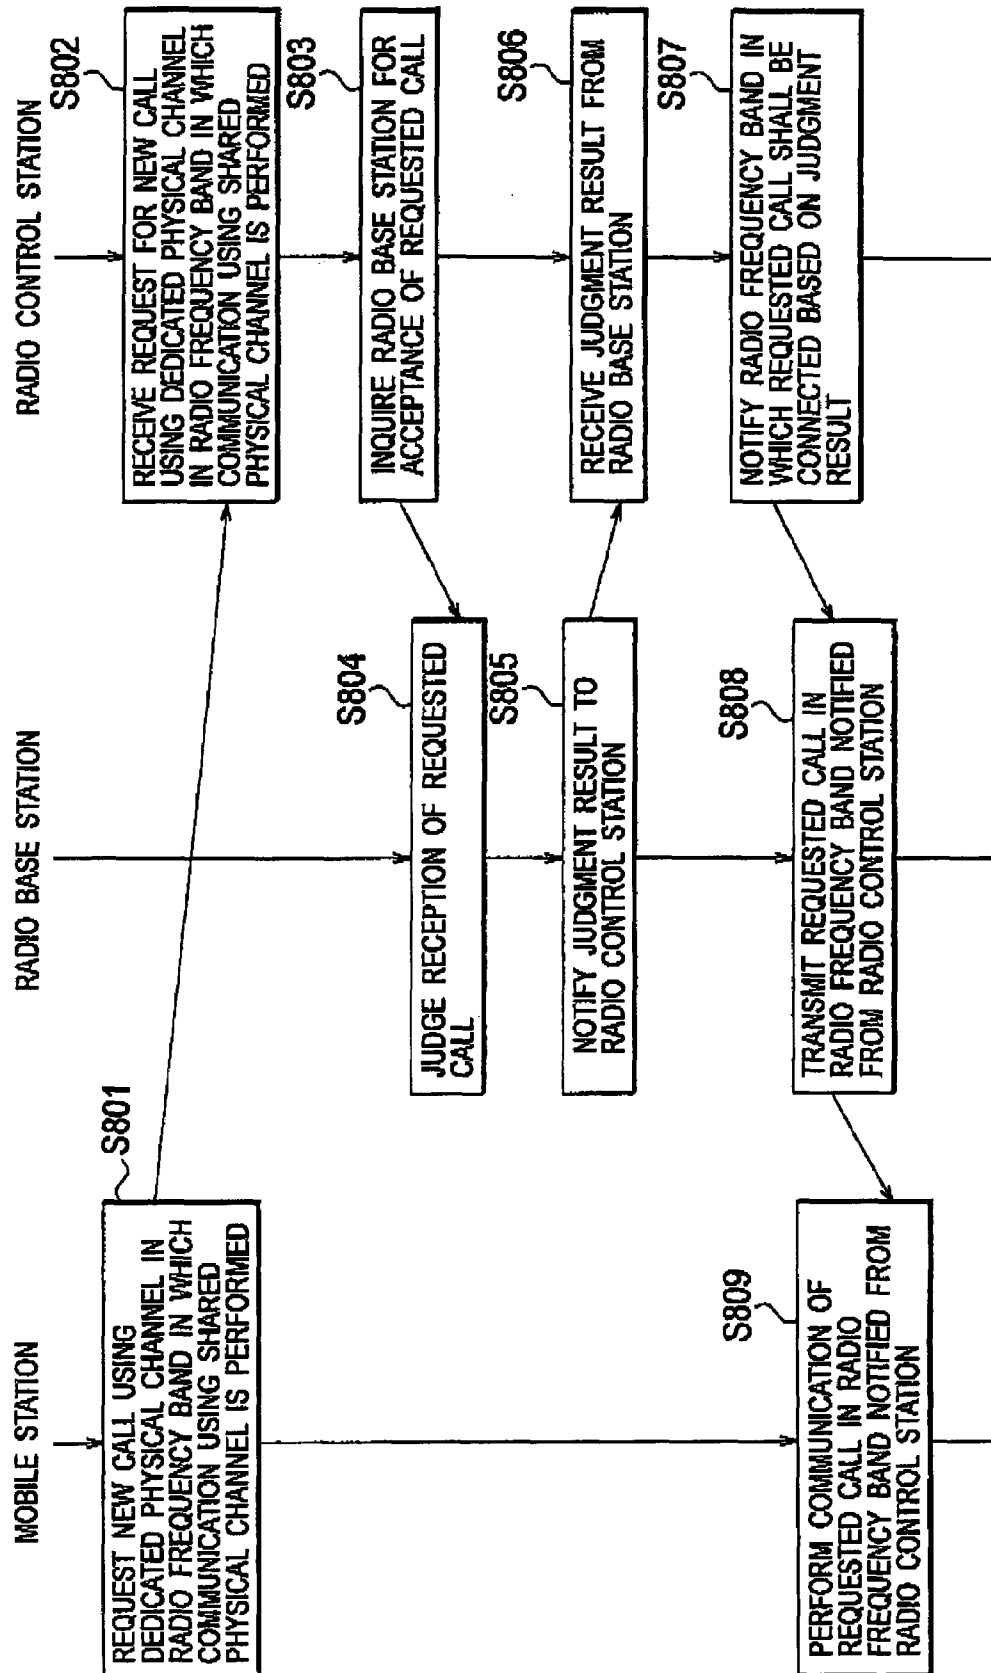 MOBILE STATION
RADIO BASE STATION
RADIO CONTROL STATION
S801
REQUEST NEW CALL USING
DEDICATED PHYSICAL CHANNEL IN
RADIO FREQUENCY BAND IN WHICH
COMMUNICATION USING SHARED
PHYSICAL CHANNEL IS PERFORMED
S802
RECEIVE REQUEST FOR NEW CALL
USING DEDICATED PHYSICAL CHANNEL
IN RADIO FREQUENCY BAND IN WHICH
COMMUNICATION USING SHARED
PHYSICAL CHANNEL IS PERFORMED
S803
INQUIRE RADIO BASE STATION FOR
ACCEPTANCE OF REQUESTED CALL
S804
JUDGE RECEPTION OF REQUESTED
CALL
S805
NOTIFY JUDGMENT RESULT TO
RADIO CONTROL STATION
S806
RECEIVE JUDGMENT RESULT FROM
RADIO BASE STATION
S807
NOTIFY RADIO FREQUENCY BAND IN
WHICH REQUESTED CALL SHALL BE
CONNECTED BASED ON JUDGMENT
RESULT
S808
TRANSMIT REQUESTED CALL IN
RADIO FREQUENCY BAND NOTIFIED
FROM RADIO CONTROL STATION
S809
PERFORM COMMUNICATION OF
REQUESTED CALL IN RADIO
FREQUENCY BAND NOTIFIED FROM
RADIO CONTROL STATION